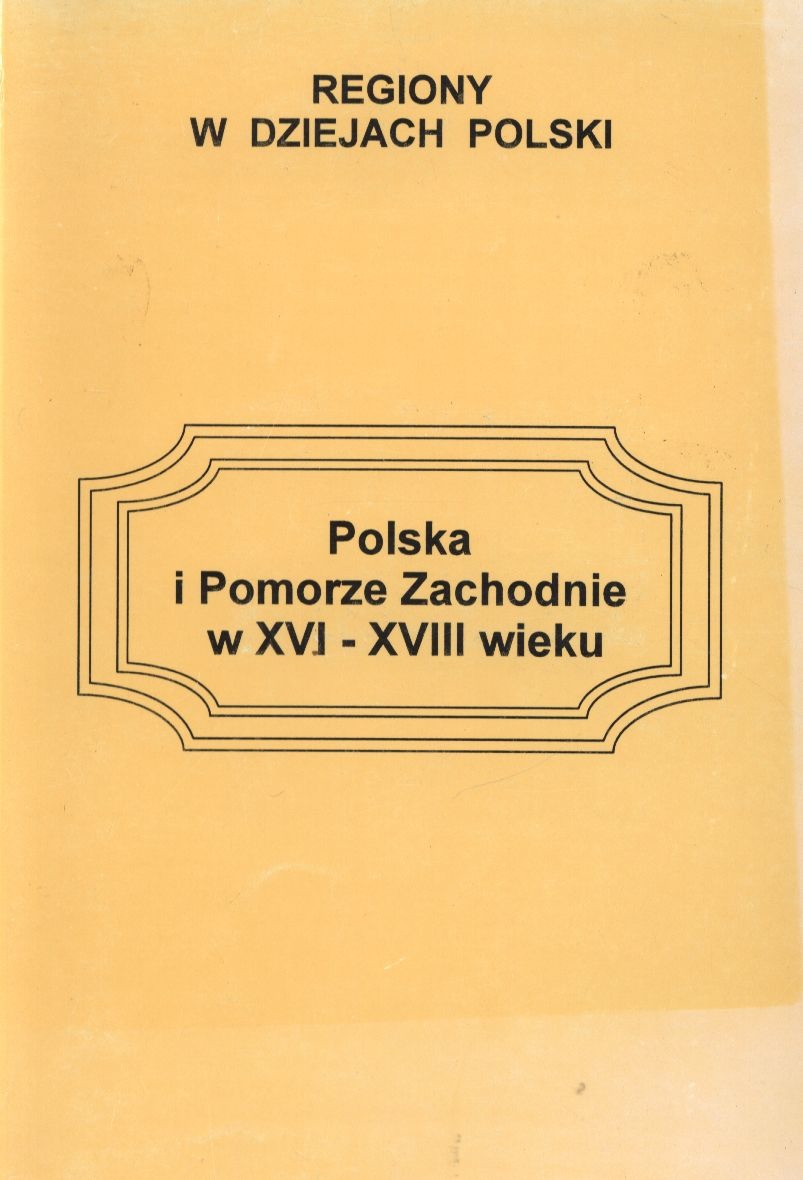 REGIONY
W DZIEJACH POLSKI
Polska
i Pomorze Zachodnie
w XVI - XVIII wieku